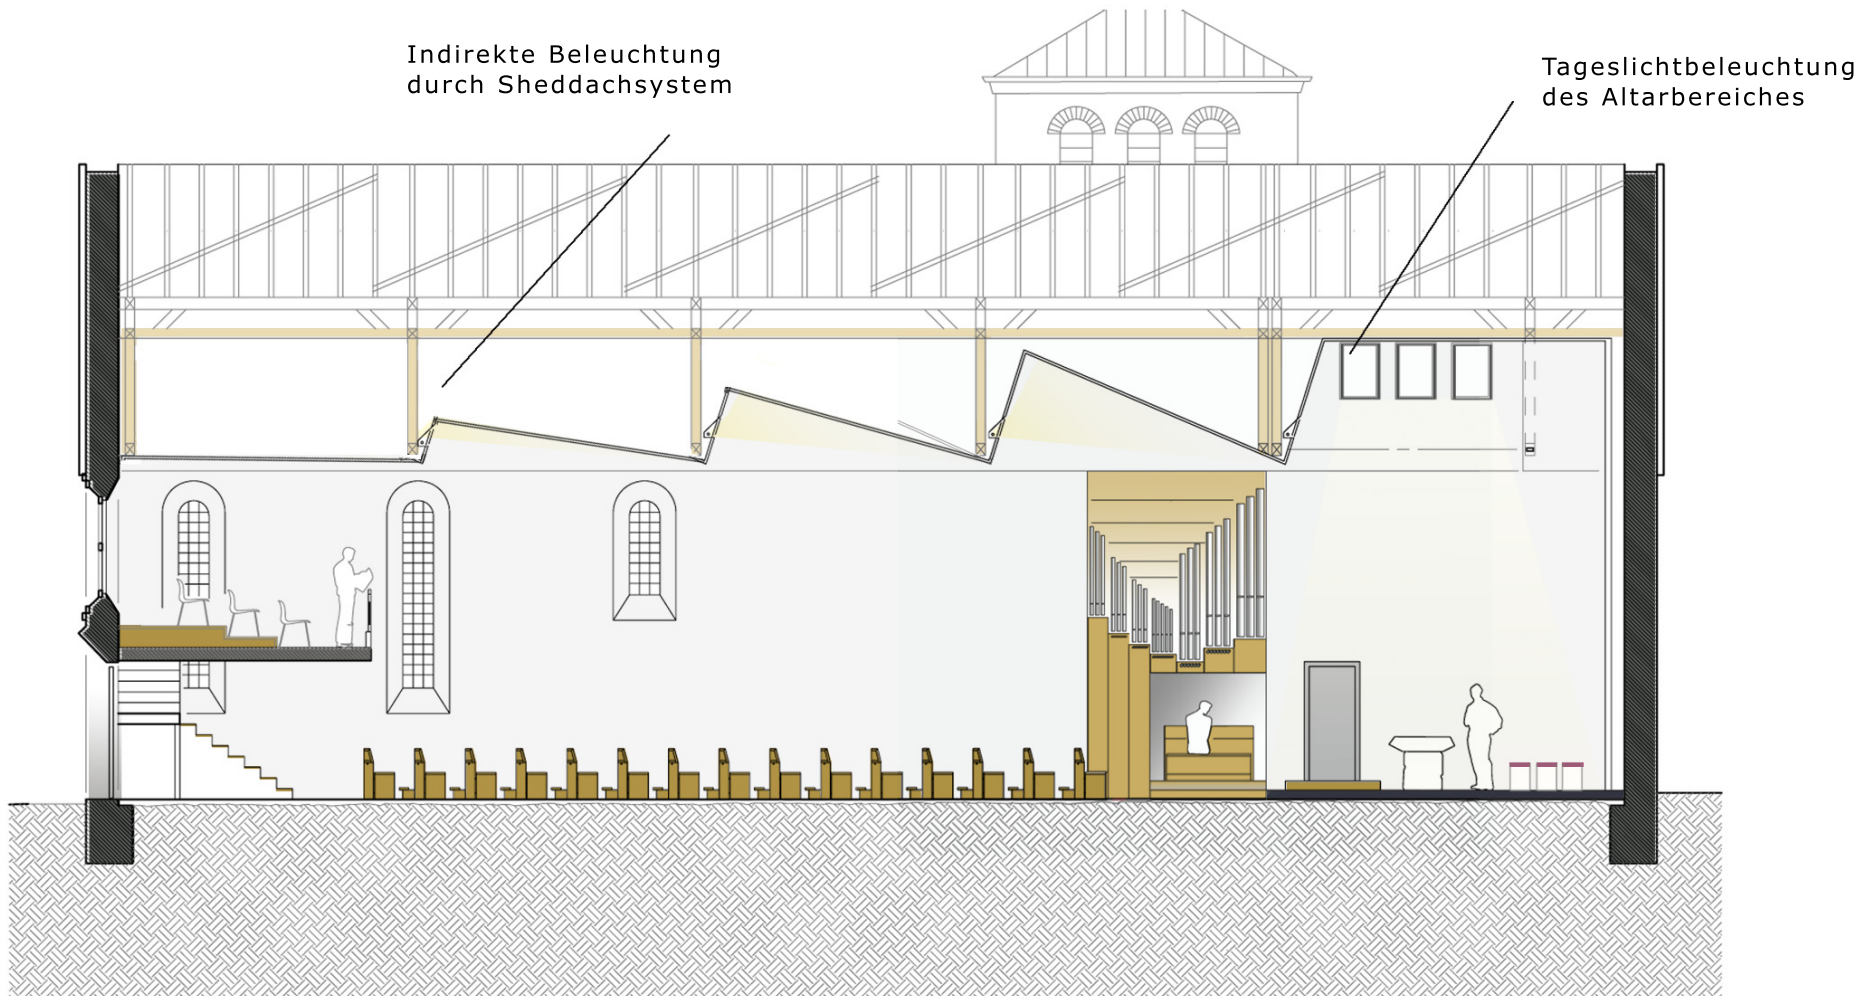 Indirekte Beleuchtung
durch Sheddachsystem
Tageslichtbeleuchtung
des Altarbereiches